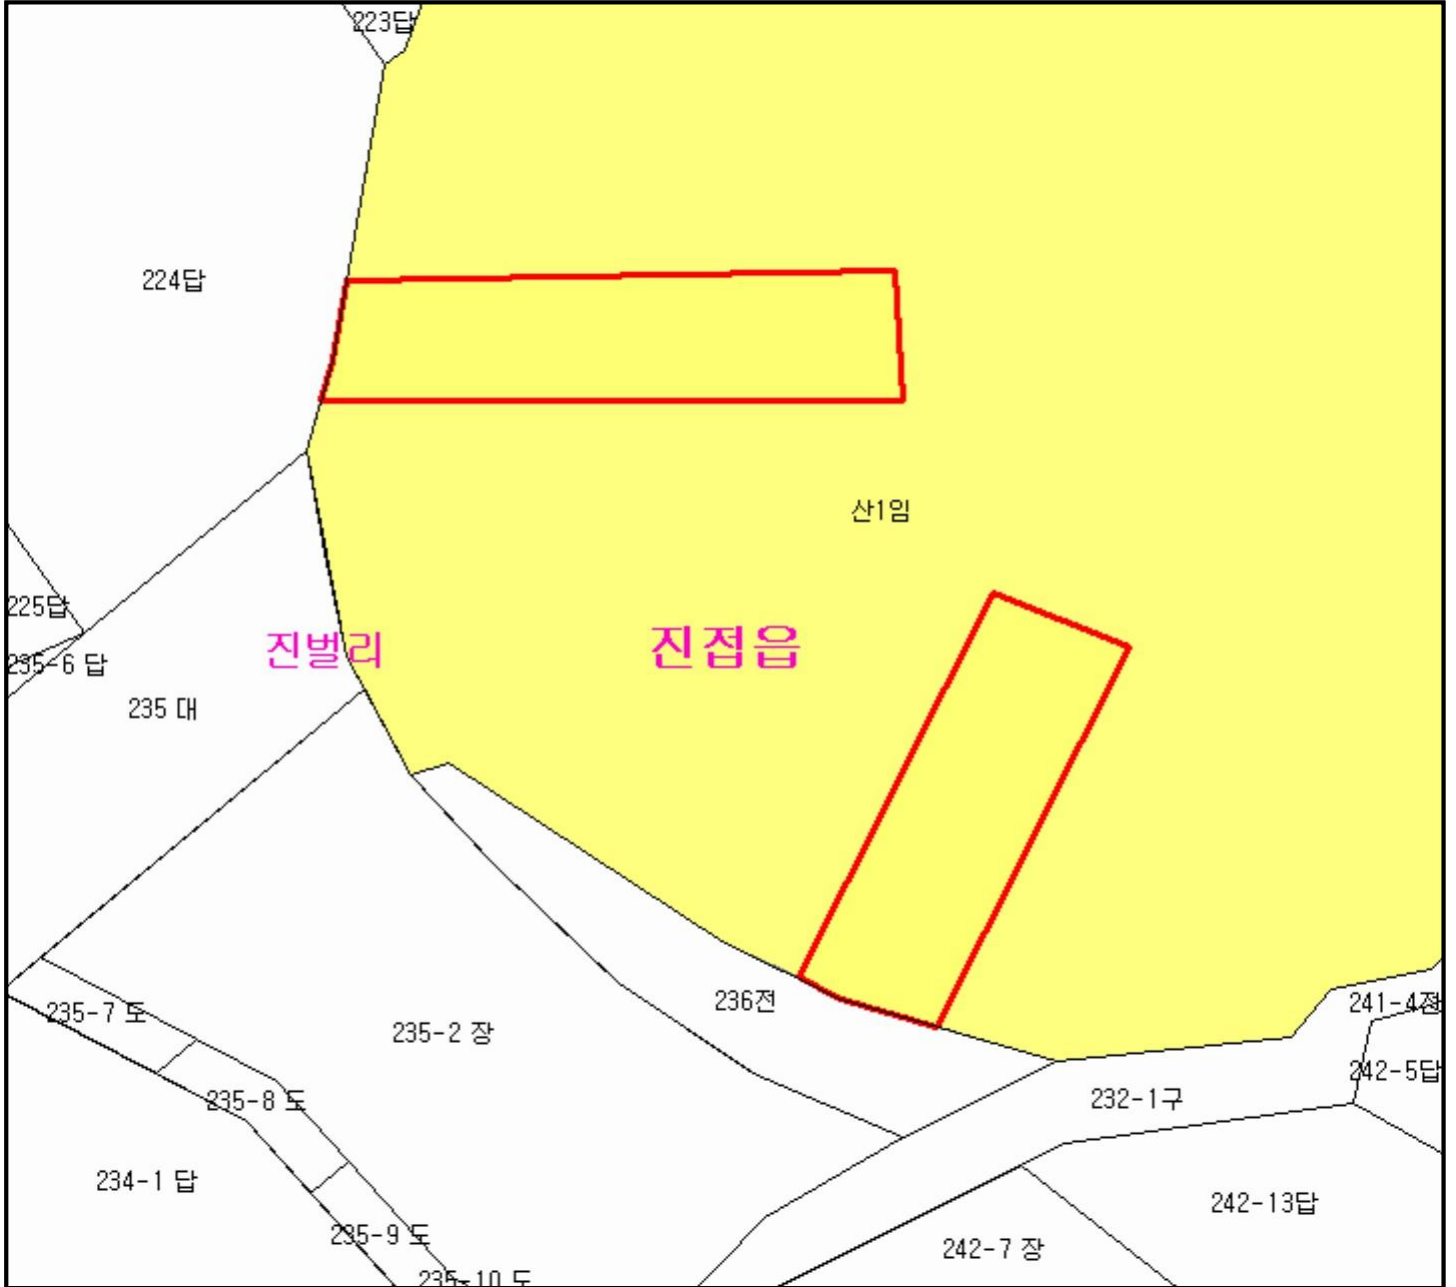 223답
224답
산1임
225답
진벌리
진접읍
235-6 답
235 대
236전
241-4전
235-7 도
235-2 장
242-5답
235-8 도
232-1구
234-1 답
242-13답
235-9 도
242-7 장
235-10 도